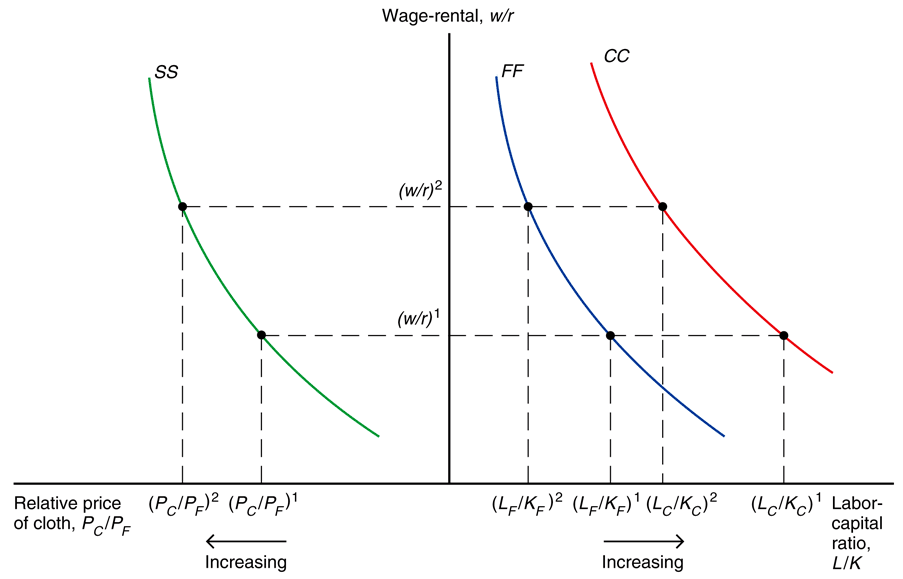 Wage-rental, w/r
SS
FF
CC
(w/r)²
(w/r)¹
Relative price
of cloth, P_C/P_F
(P_C/P_F)² (P_C/P_F)¹
(L_F/K_F)² (L_F/K_F)¹ (L_C/K_C)² (L_C/K_C)¹
Labor-
capital
ratio,
L/K
Increasing
Increasing